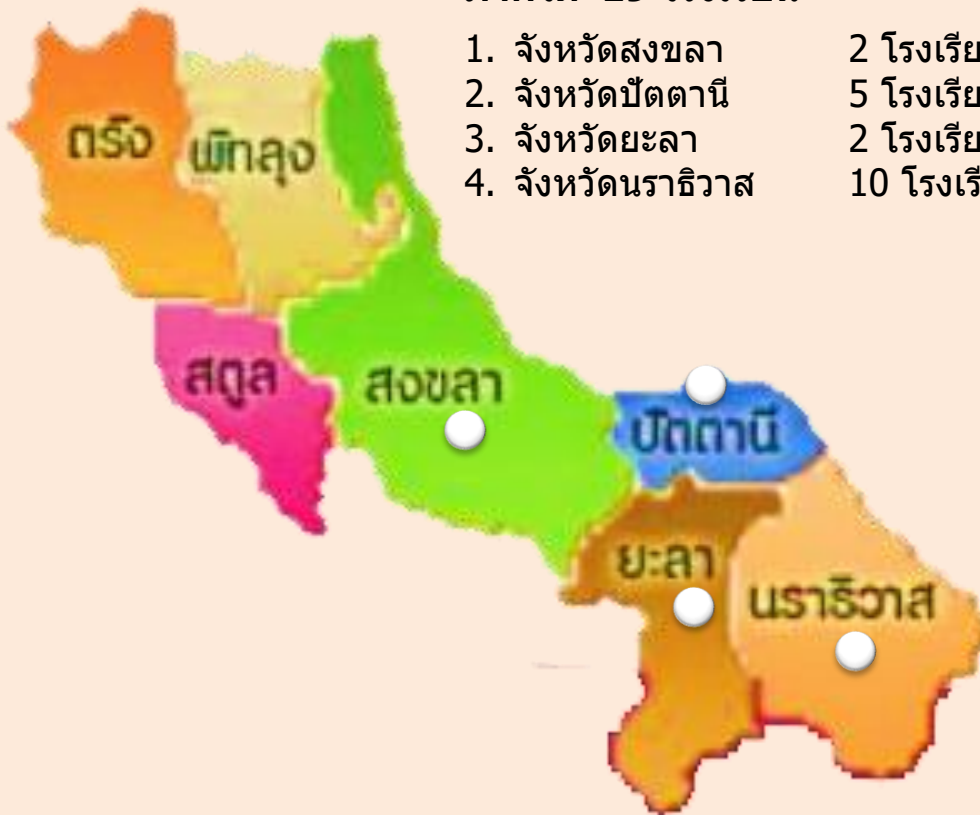 1. จังหวัดสงขลา 2 โรงเรีย
2. จังหวัดปัตตานี 5 โรงเรีย
3. จังหวัดยะลา 2 โรงเรีย
4. จังหวัดนราธิวาส 10 โรงเรี
ตรัง
พัทลุง
สตูล
สงขลา
ปัตตานี
ยะลา
นราธิวาส